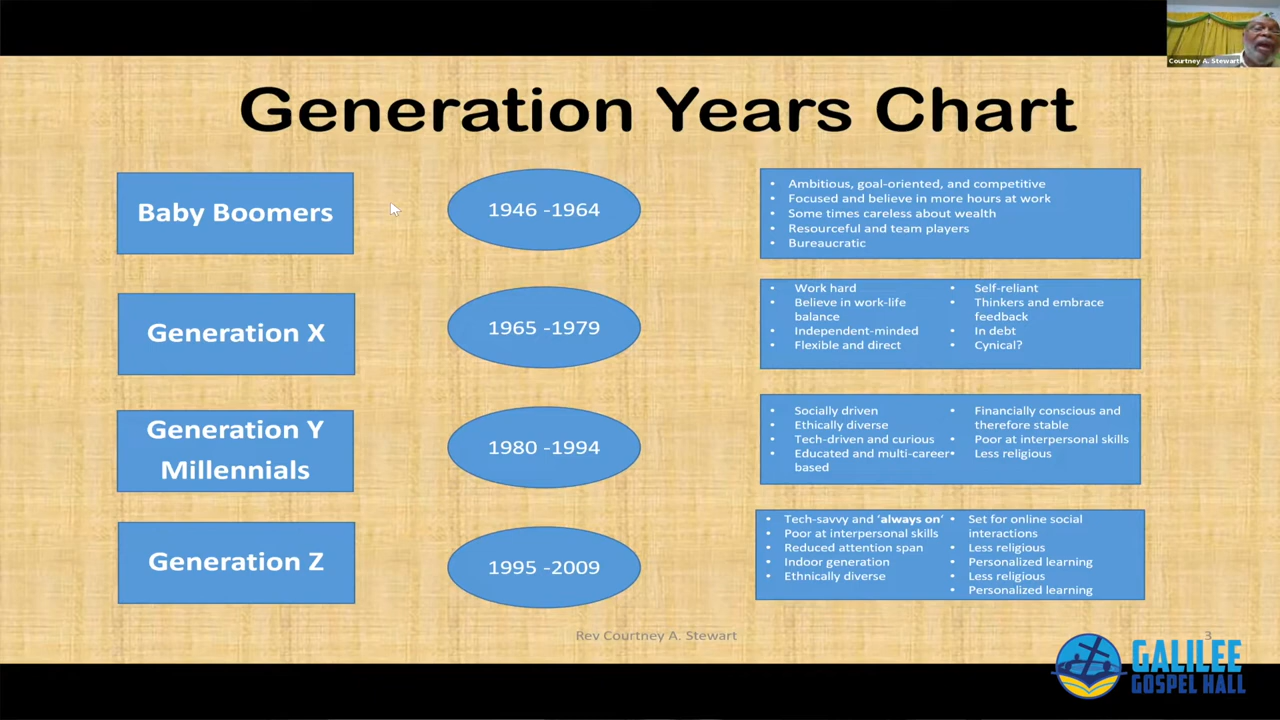 Courtney A. Stewart
Generation Years Chart
Baby Boomers
1946 -1964
• Ambitious, goal-oriented, and competitive
• Focused and believe in more hours at work
• Some times careless about wealth
• Resourceful and team players
• Bureaucratic
Generation X
1965 -1979
• Work hard
• Believe in work-life
balance
• Independent-minded
• Flexible and direct
• Self-reliant
• Thinkers and embrace
feedback
• In debt
• Cynical?
Generation Y
Millennials
1980 -1994
• Socially driven
• Ethically diverse
• Tech-driven and curious
• Educated and multi-career
based
• Financially conscious and
therefore stable
• Poor at interpersonal skills
• Less religious
Generation Z
1995 -2009
• Tech-savvy and ‘always on’
• Poor at interpersonal skills
• Reduced attention span
• Indoor generation
• Ethnically diverse
• Set for online social
interactions
• Less religious
• Personalized learning
• Less religious
• Personalized learning
Rev Courtney A. Stewart
3
GALILEE
GOSPEL HALL